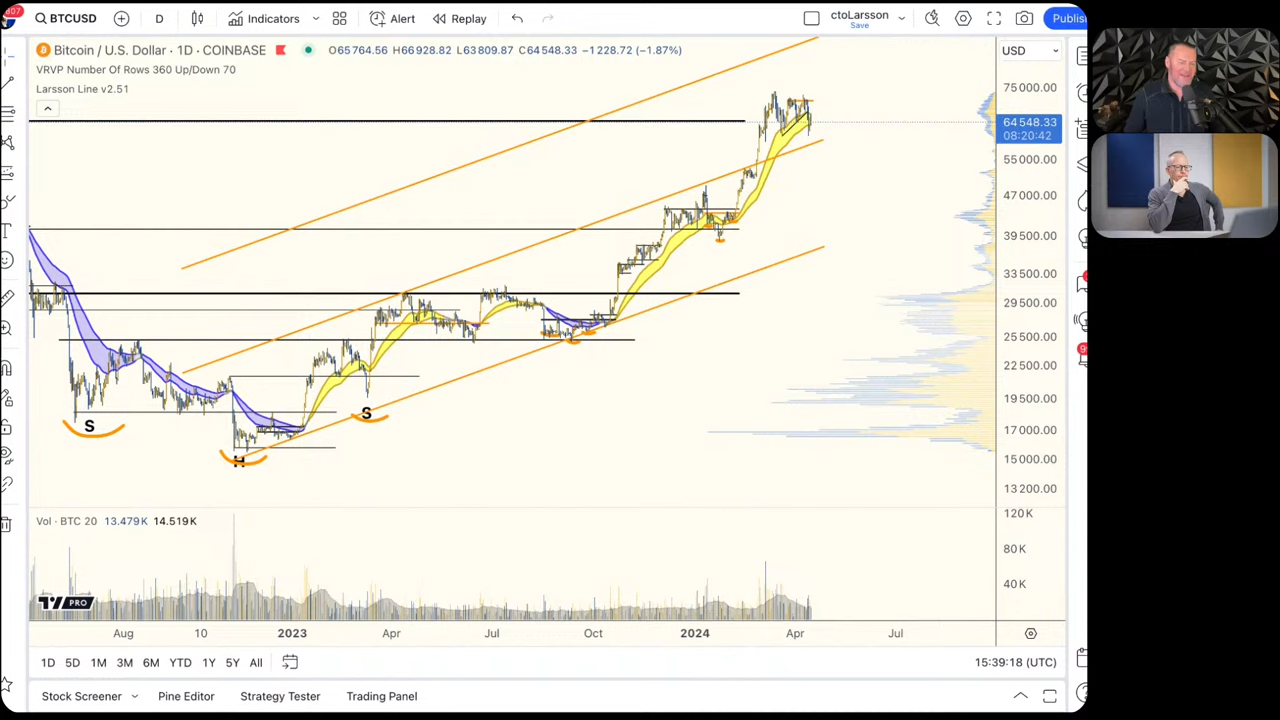 807
BTCUSD
D
Indicators
Alert
Replay
ctoLarsson
Save
Publis
Bitcoin / U.S. Dollar · 1D · COINBASE
O65764.56 H66928.82 L63809.87 C64548.33 −1228.72 (−1.87%)
USD
VRVP Number Of Rows 360 Up/Down 70
Larsson Line v2.51
75000.00
64548.33
08:20:42
55000.00
47000.00
39500.00
33500.00
29500.00
25500.00
22500.00
19500.00
17000.00
15000.00
13200.00
S
H
S
Vol · BTC 20 13.479K 14.519K
120K
80K
40K
TV PRO
Aug
10
2023
Apr
Jul
Oct
2024
Apr
Jul
1D 5D 1M 3M 6M YTD 1Y 5Y All
15:39:18 (UTC)
Stock Screener
Pine Editor
Strategy Tester
Trading Panel